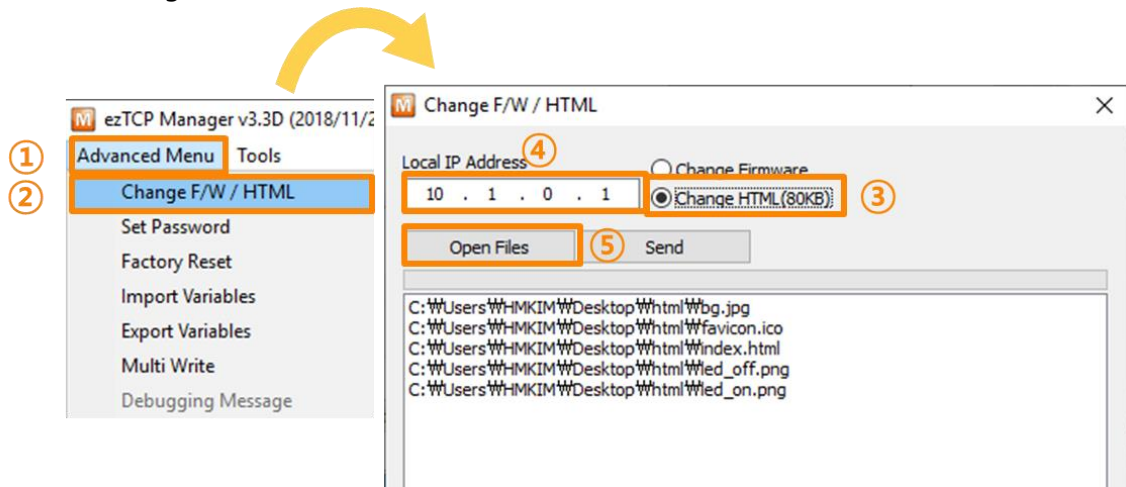 g
ezTCP Manager v3.3D (2018/11/2
① Advanced Menu Tools
② Change F/W / HTML
Set Password
Factory Reset
Import Variables
Export Variables
Multi Write
Debugging Message
Change F/W / HTML
Local IP Address ④
Change Firmware
10 . 1 . 0 . 1
Change HTML(80KB) ③
Open Files ⑤ Send
C:₩Users₩HMKIM₩Desktop₩html₩bg.jpg
C:₩Users₩HMKIM₩Desktop₩html₩favicon.ico
C:₩Users₩HMKIM₩Desktop₩html₩index.html
C:₩Users₩HMKIM₩Desktop₩html₩led_off.png
C:₩Users₩HMKIM₩Desktop₩html₩led_on.png